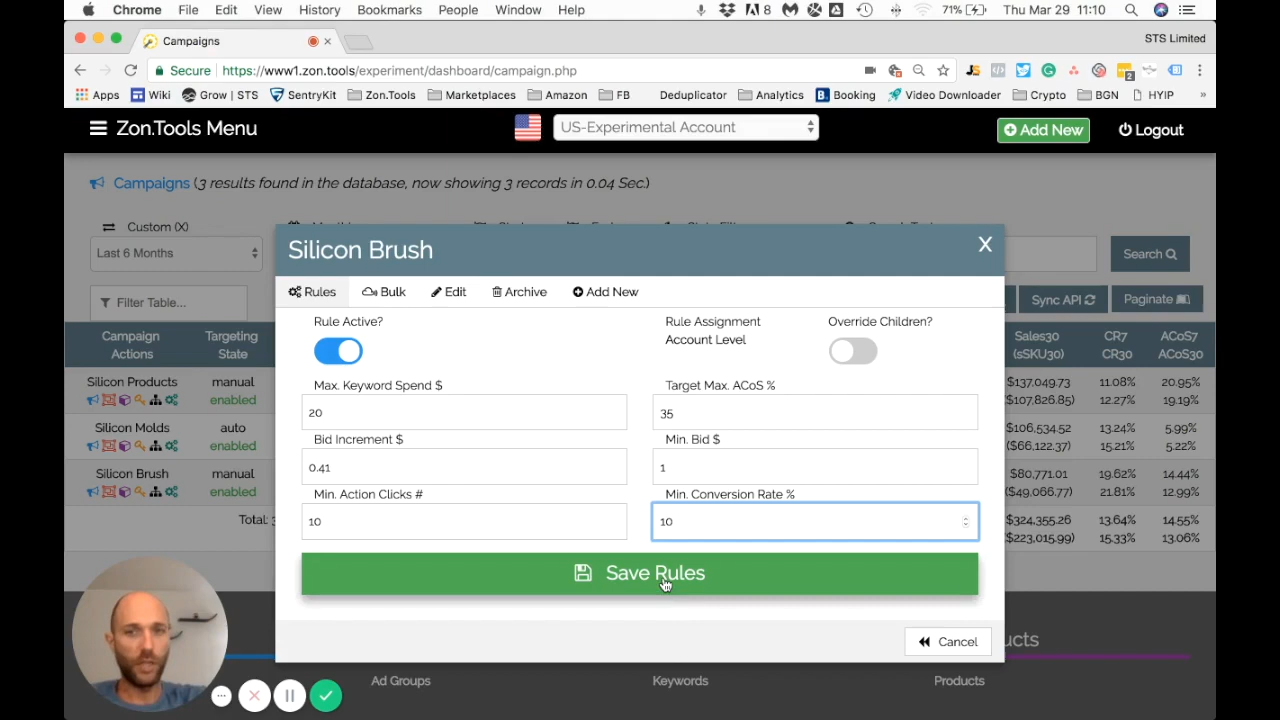 Chrome File Edit View History Bookmarks People Window Help 8 71% Thu Mar 29 11:10
Campaigns STS Limited
Secure https://www1.zon.tools/experiment/dashboard/campaign.php
Apps Wiki Grow | STS SentryKit Zon.Tools Marketplaces Amazon FB Deduplicator Analytics Booking Video Downloader Crypto BGN HYIP »
Zon.Tools Menu US-Experimental Account Add New Logout
Campaigns (3 results found in the database, now showing 3 records in 0.04 Sec.)
Custom (X)
Last 6 Months Search
Filter Table... Sync API Paginate
Campaign Actions Targeting State Sales30 (sSKU30) CR7 CR30 ACoS7 ACoS30
Silicon Products manual $137,049.73 11.08% 20.95%
enabled ($107,826.85) 12.27% 19.19%
Silicon Molds auto $106,534.52 13.24% 5.99%
enabled ($66,122.37) 15.21% 5.22%
Silicon Brush manual $80,771.01 19.62% 14.44%
enabled ($49,066.77) 21.81% 12.99%
Total: $324,355.26 13.64% 14.55%
$223,015.99) 15.33% 13.06%
Silicon Brush X
Rules Bulk Edit Archive Add New
Rule Active? Rule Assignment Override Children?
Account Level
Max. Keyword Spend $ Target Max. ACoS %
20 35
Bid Increment $ Min. Bid $
0.41 1
Min. Action Clicks # Min. Conversion Rate %
10 10
Save Rules
Cancel
ucts
Ad Groups Keywords Products